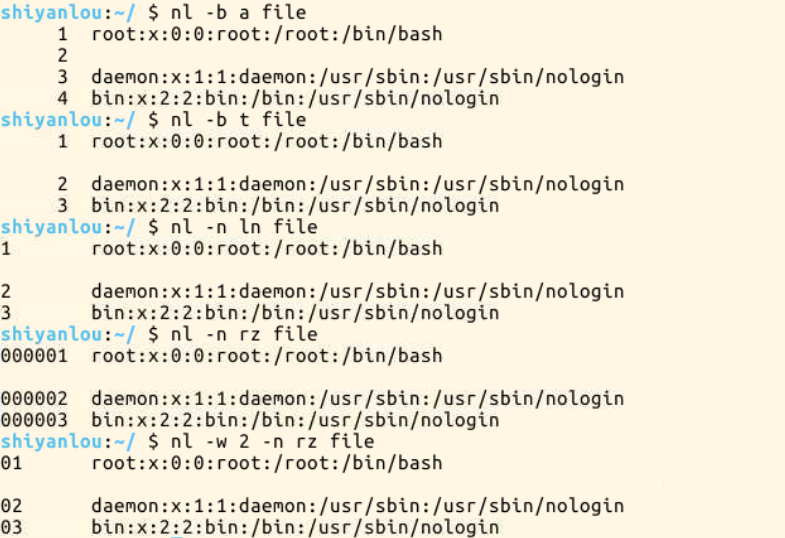 shiyanlou:~/ $ nl -b a file
     1  root:x:0:0:root:/root:/bin/bash
     2
     3  daemon:x:1:1:daemon:/usr/sbin:/usr/sbin/nologin
     4  bin:x:2:2:bin:/bin:/usr/sbin/nologin
shiyanlou:~/ $ nl -b t file
     1  root:x:0:0:root:/root:/bin/bash

     2  daemon:x:1:1:daemon:/usr/sbin:/usr/sbin/nologin
     3  bin:x:2:2:bin:/bin:/usr/sbin/nologin
shiyanlou:~/ $ nl -n ln file
1       root:x:0:0:root:/root:/bin/bash

2       daemon:x:1:1:daemon:/usr/sbin:/usr/sbin/nologin
3       bin:x:2:2:bin:/bin:/usr/sbin/nologin
shiyanlou:~/ $ nl -n rz file
000001  root:x:0:0:root:/root:/bin/bash

000002  daemon:x:1:1:daemon:/usr/sbin:/usr/sbin/nologin
000003  bin:x:2:2:bin:/bin:/usr/sbin/nologin
shiyanlou:~/ $ nl -w 2 -n rz file
01      root:x:0:0:root:/root:/bin/bash

02      daemon:x:1:1:daemon:/usr/sbin:/usr/sbin/nologin
03      bin:x:2:2:bin:/bin:/usr/sbin/nologin